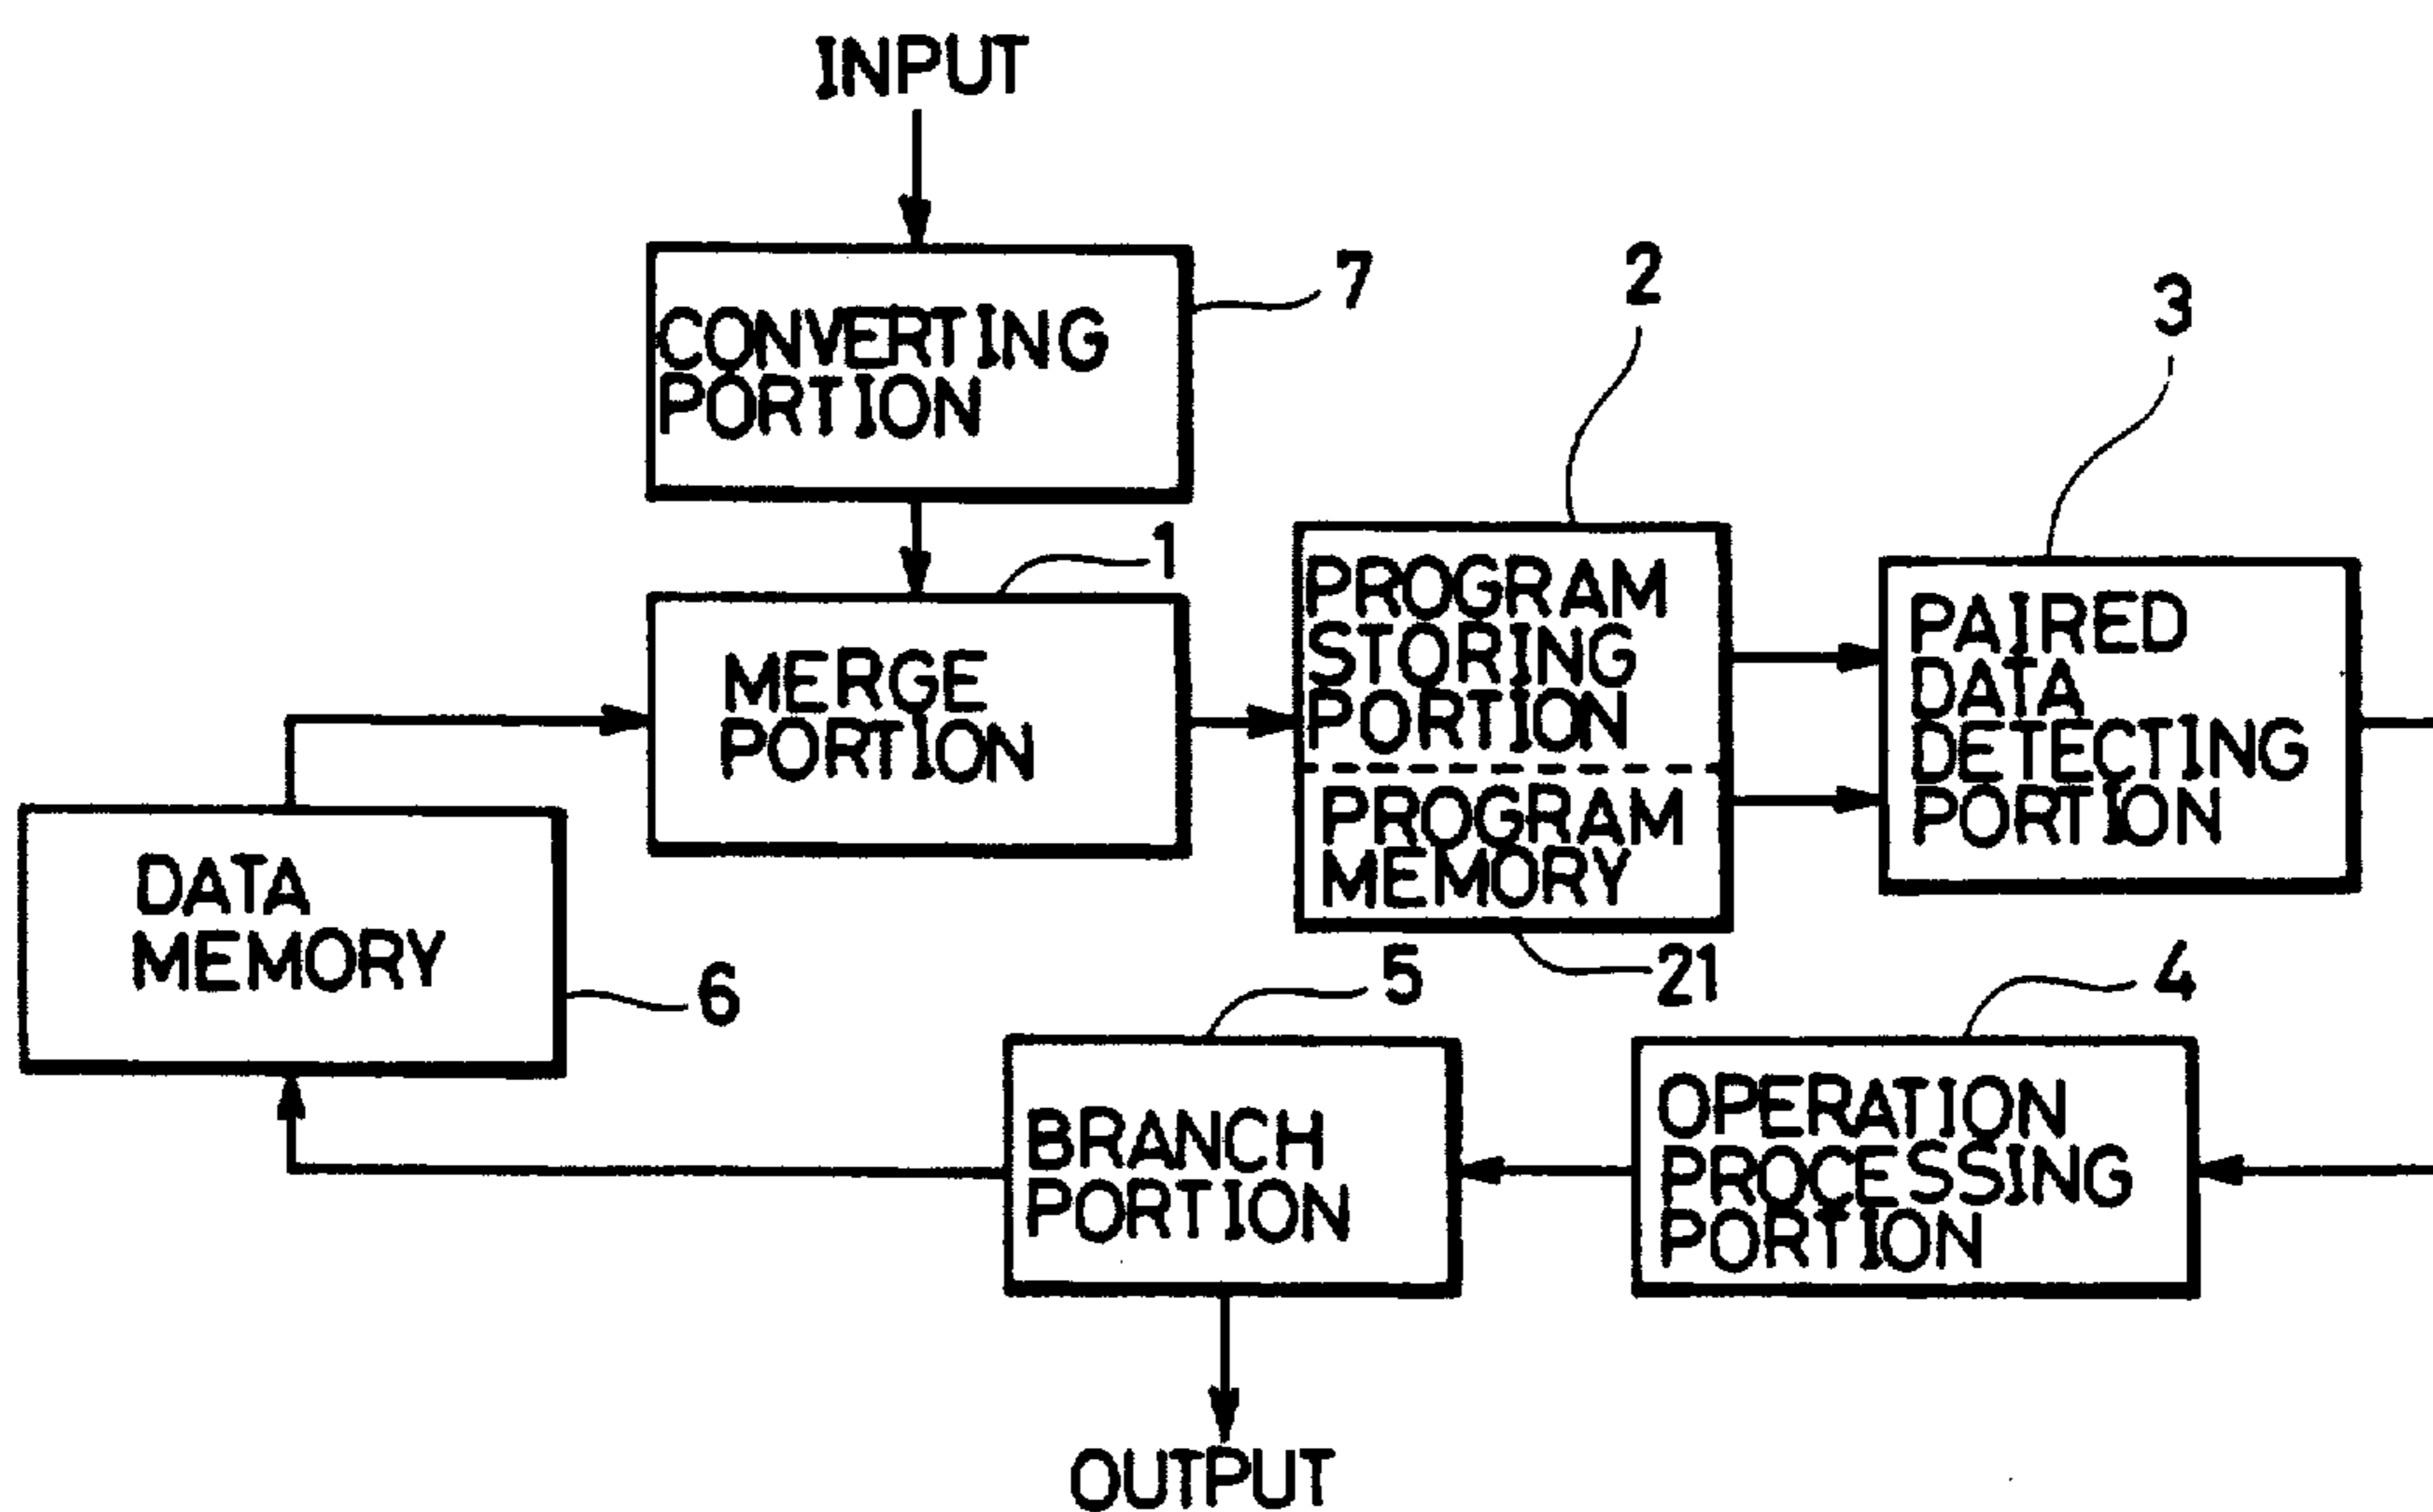 INPUT
CONVERTING
PORTION
7
2
3
1
MERGE
PORTION
PROGRAM
STORING
PORTION
PROGRAM
MEMORY
PAIRED
DATA
DETECTING
PORTION
DATA
MEMORY
6
5
21
4
BRANCH
PORTION
OPERATION
PROCESSING
PORTION
OUTPUT